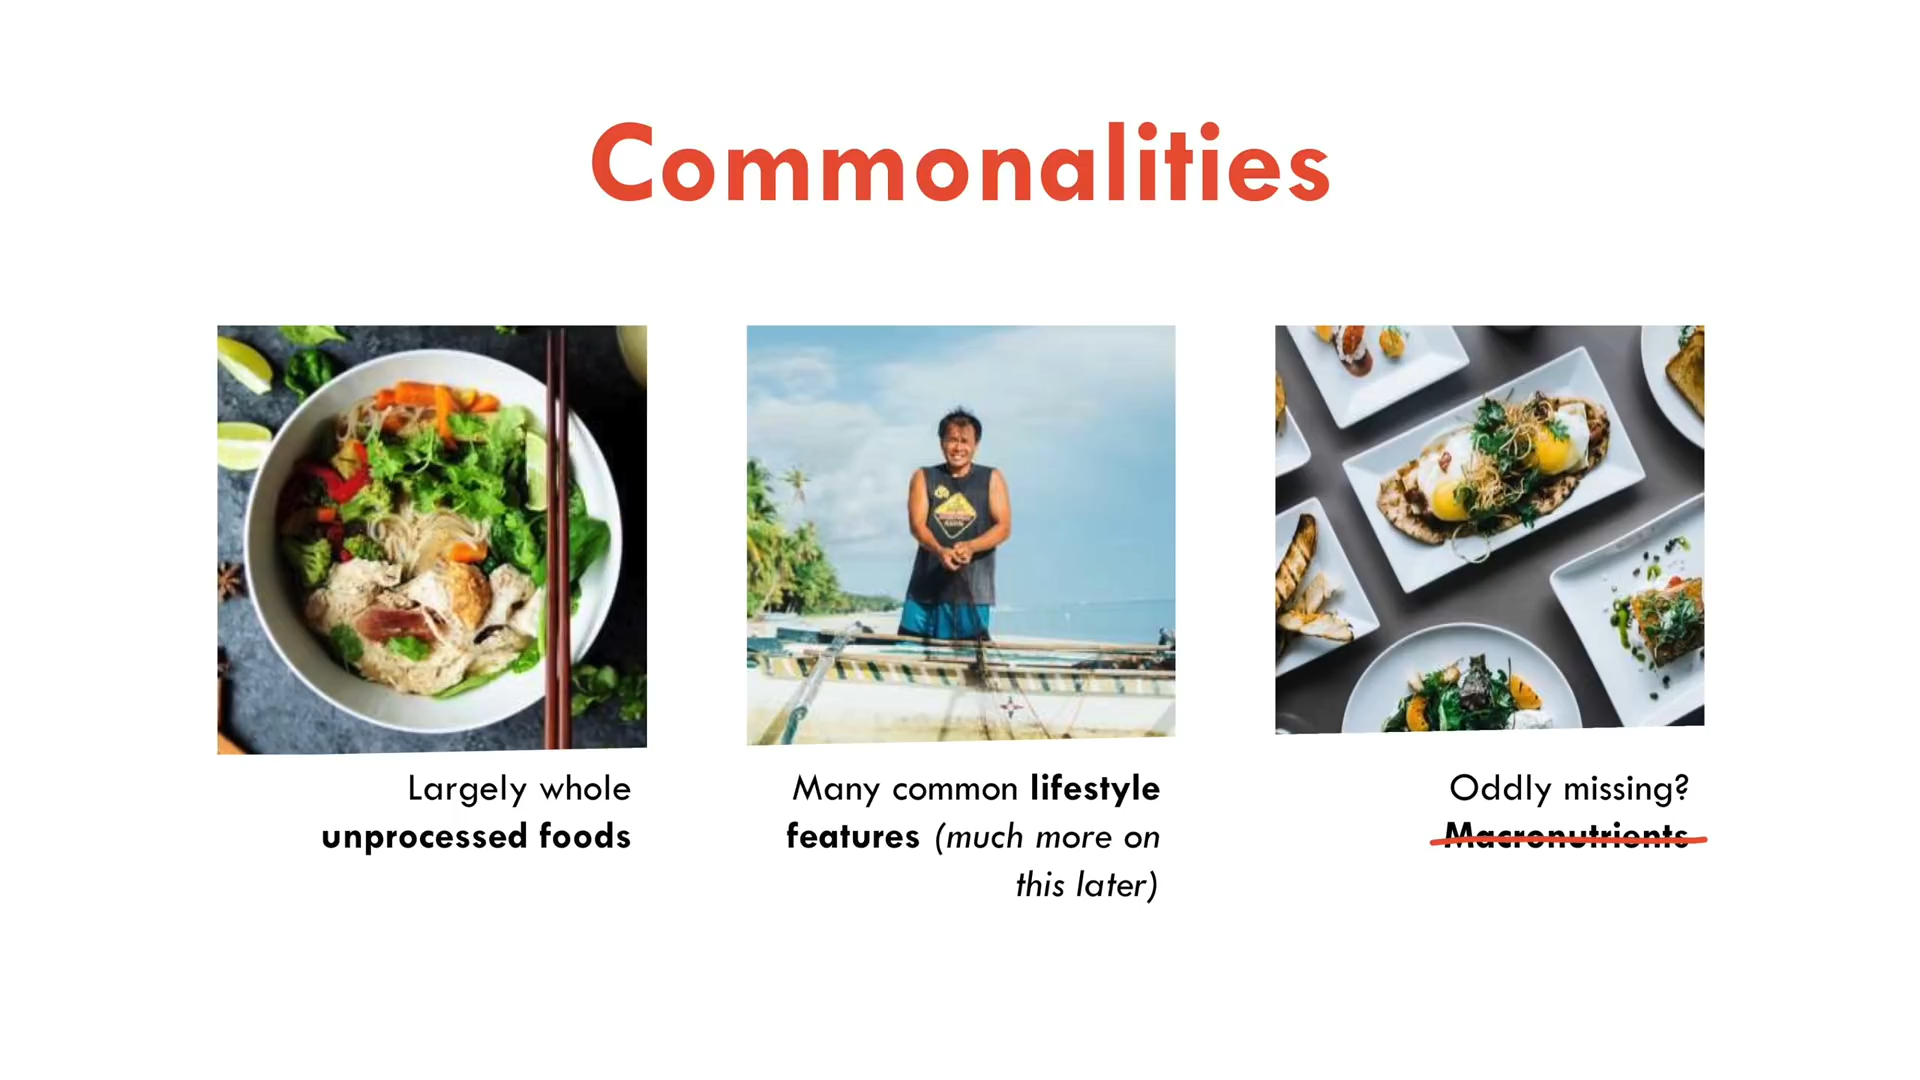 Commonalities
Largely whole
unprocessed foods
Many common lifestyle
features (much more on
this later)
Oddly missing?
Macronutrients